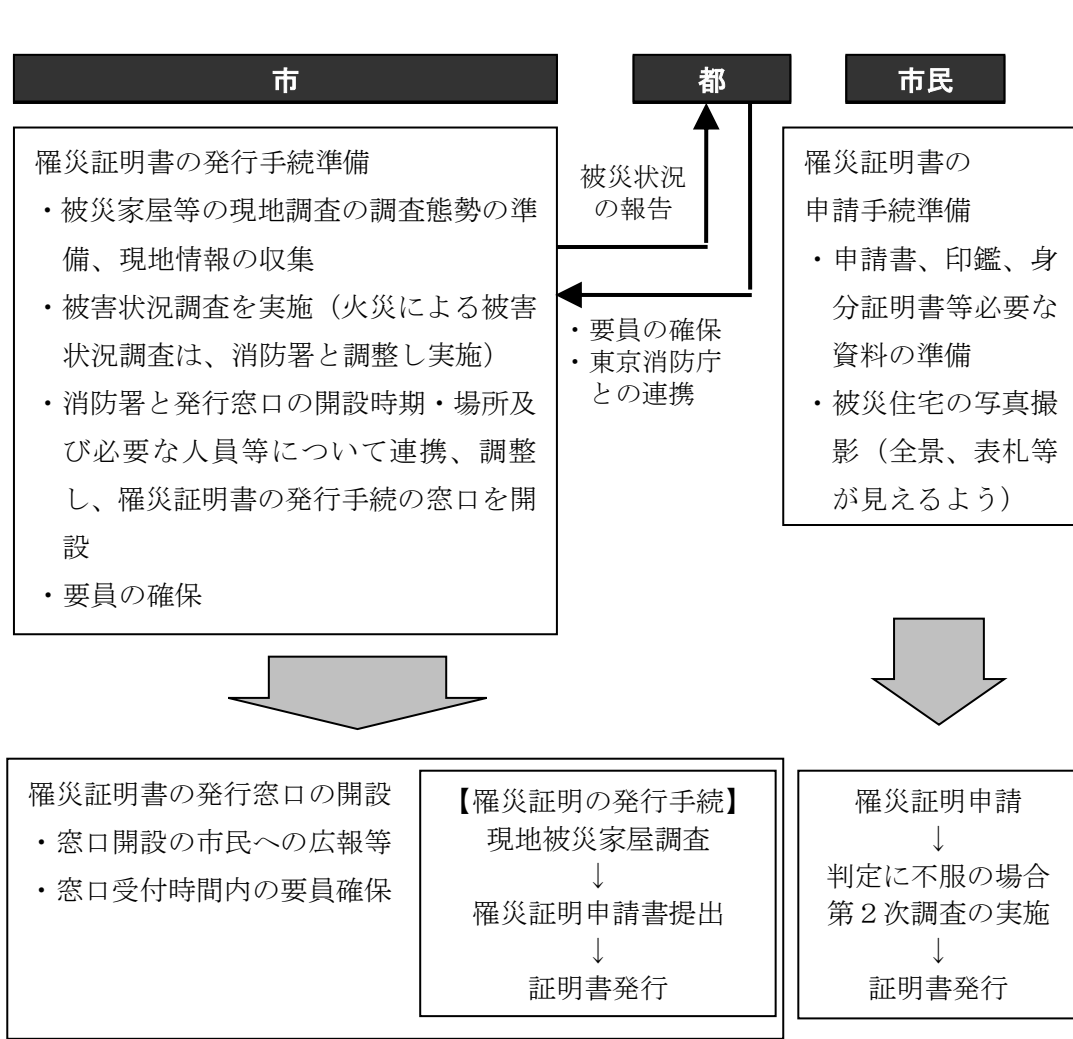 市
都
市民
罹災証明書の発行手続準備
・被災家屋等の現地調査の調査態勢の準
備、現地情報の収集
・被害状況調査を実施（火災による被害
状況調査は、消防署と調整し実施）
・消防署と発行窓口の開設時期・場所及
び必要な人員等について連携、調整
し、罹災証明書の発行手続の窓口を開
設
・要員の確保
被災状況
の報告
・要員の確保
・東京消防庁
との連携
罹災証明書の
申請手続準備
・申請書、印鑑、身
分証明書等必要な
資料の準備
・被災住宅の写真撮
影（全景、表札等
が見えるよう）
罹災証明書の発行窓口の開設
・窓口開設の市民への広報等
・窓口受付時間内の要員確保
【罹災証明の発行手続】
現地被災家屋調査
↓
罹災証明申請書提出
↓
証明書発行
罹災証明申請
↓
判定に不服の場合
第２次調査の実施
↓
証明書発行